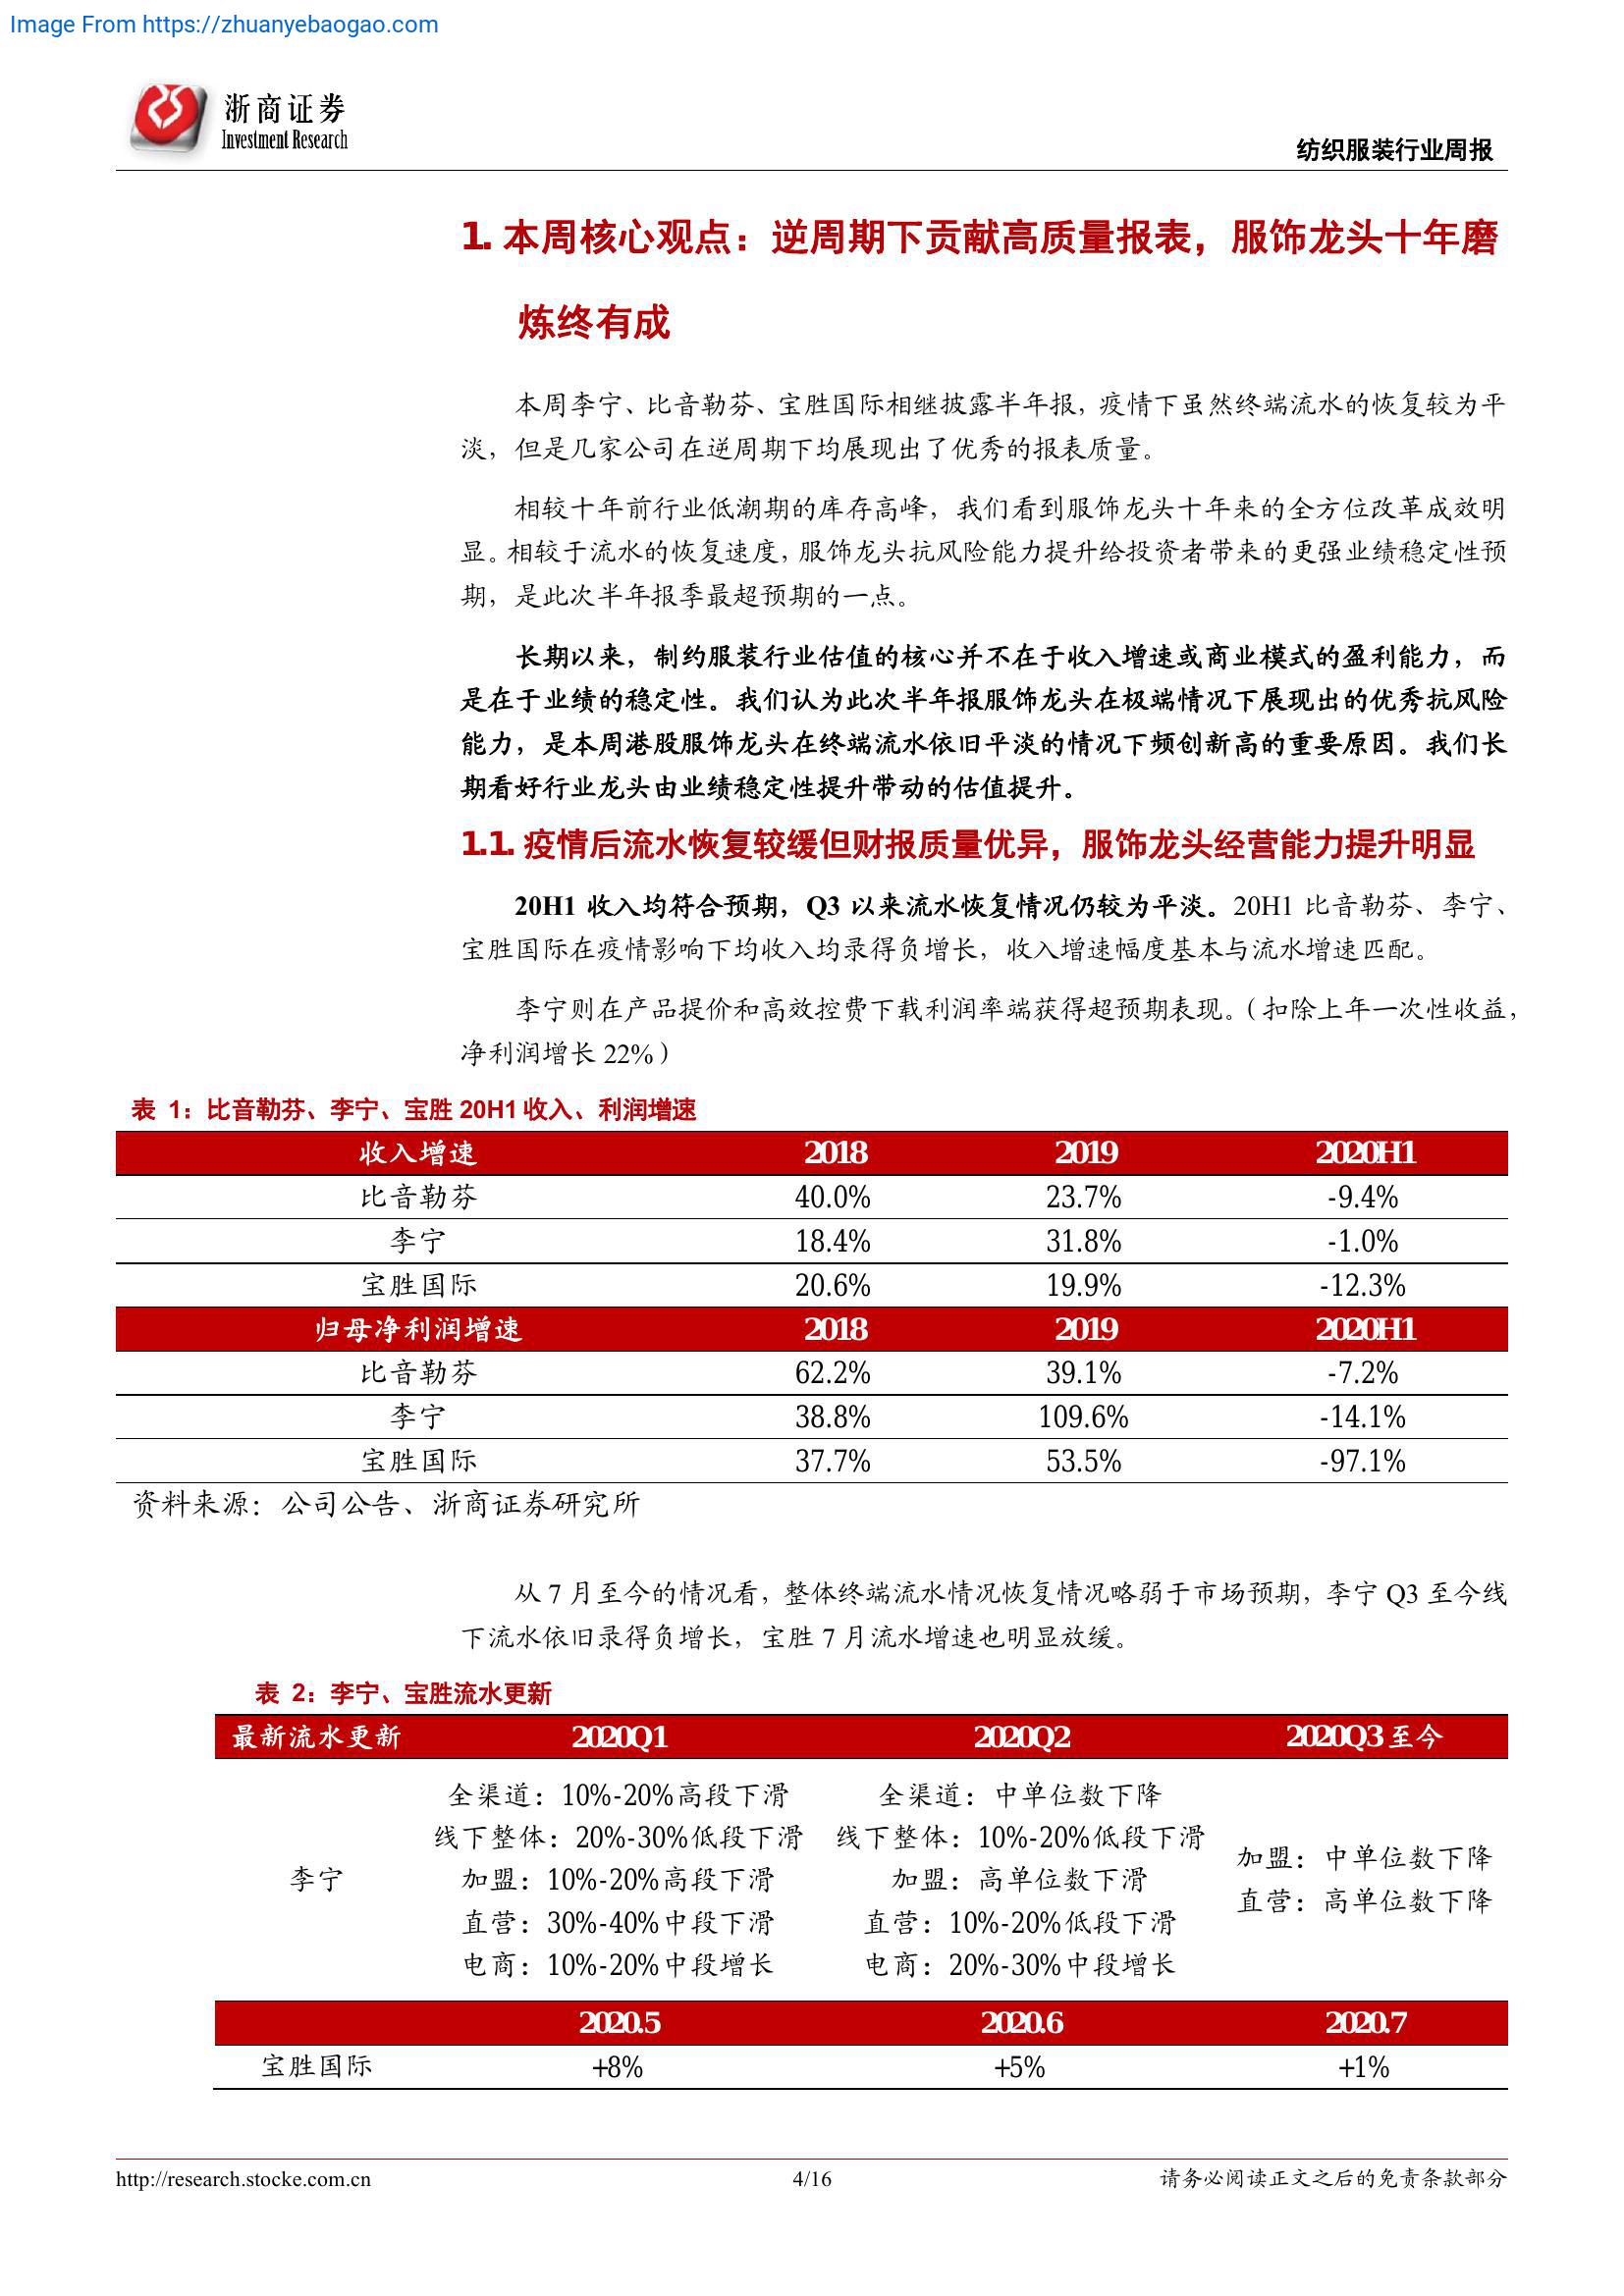 Image From https://zhuanyebaogao.com
浙商证券
Investment Research
纺织服装行业周报
1. 本周核心观点：逆周期下贡献高质量报表，服饰龙头十年磨
炼终有成
本周李宁、比音勒芬、宝胜国际相继披露半年报，疫情下虽然终端流水的恢复较为平
淡，但是几家公司在逆周期下均展现出了优秀的报表质量。
相较十年前行业低潮期的库存高峰，我们看到服饰龙头十年来的全方位改革成效明
显。相较于流水的恢复速度，服饰龙头抗风险能力提升给投资者带来的更强业绩稳定性预
期，是此次半年报季最超预期的一点。
长期以来，制约服装行业估值的核心并不在于收入增速或商业模式的盈利能力，而
是在于业绩的稳定性。我们认为此次半年报服饰龙头在极端情况下展现出的优秀抗风险
能力，是本周港股服饰龙头在终端流水依旧平淡的情况下频创新高的重要原因。我们长
期看好行业龙头由业绩稳定性提升带动的估值提升。
1.1. 疫情后流水恢复较缓但财报质量优异，服饰龙头经营能力提升明显
20H1 收入均符合预期，Q3 以来流水恢复情况仍较为平淡。20H1 比音勒芬、李宁、
宝胜国际在疫情影响下均收入均录得负增长，收入增速幅度基本与流水增速匹配。
李宁则在产品提价和高效控费下载利润率端获得超预期表现。（扣除上年一次性收益，
净利润增长 22%）
表 1：比音勒芬、李宁、宝胜 20H1 收入、利润增速
收入增速 2018 2019 2020H1
比音勒芬 40.0% 23.7% -9.4%
李宁 18.4% 31.8% -1.0%
宝胜国际 20.6% 19.9% -12.3%
归母净利润增速 2018 2019 2020H1
比音勒芬 62.2% 39.1% -7.2%
李宁 38.8% 109.6% -14.1%
宝胜国际 37.7% 53.5% -97.1%
资料来源：公司公告、浙商证券研究所
从 7 月至今的情况看，整体终端流水情况恢复情况略弱于市场预期，李宁 Q3 至今线
下流水依旧录得负增长，宝胜 7 月流水增速也明显放缓。
表 2：李宁、宝胜流水更新
最新流水更新 2020Q1 2020Q2 2020Q3 至今
全渠道：10%-20%高段下滑 全渠道：中单位数下降
线下整体：20%-30%低段下滑 线下整体：10%-20%低段下滑
加盟：中单位数下降
李宁 加盟：10%-20%高段下滑 加盟：高单位数下滑
直营：高单位数下降
直营：30%-40%中段下滑 直营：10%-20%低段下滑
电商：10%-20%中段增长 电商：20%-30%中段增长
2020.5 2020.6 2020.7
宝胜国际 +8% +5% +1%
http://research.stocke.com.cn 4/16 请务必阅读正文之后的免责条款部分